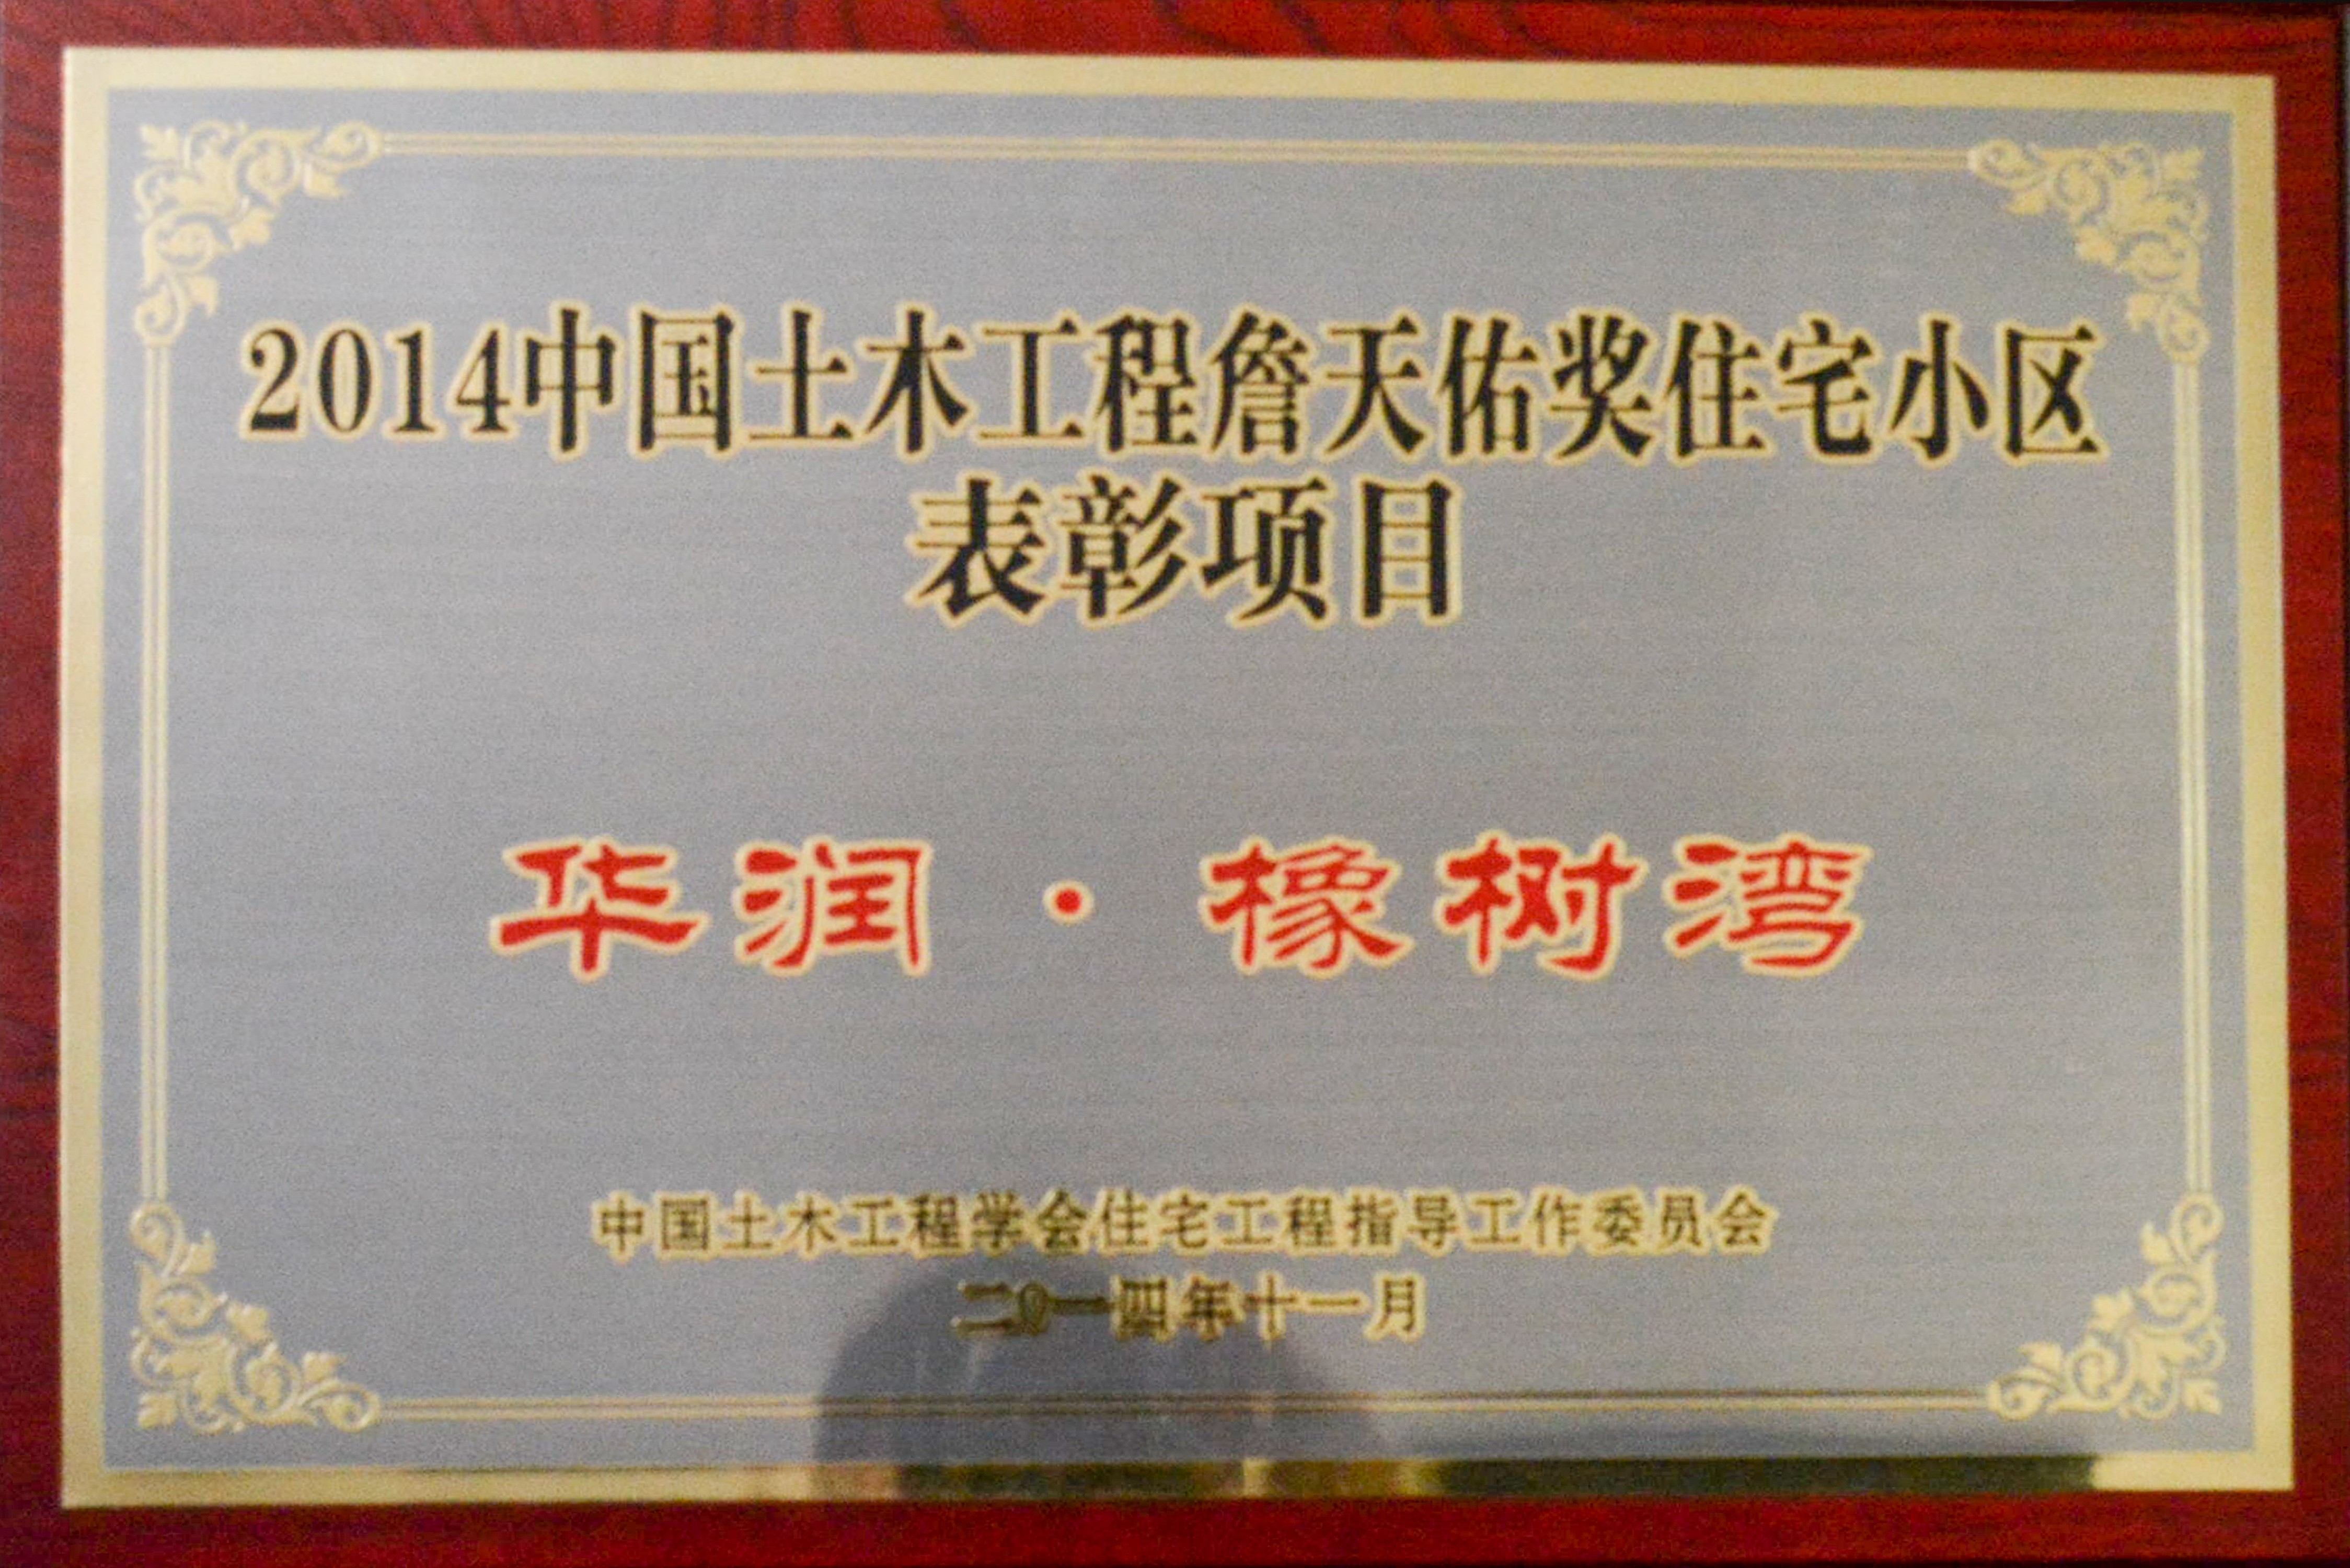 2014中国土木工程詹天佑奖住宅小区
表彰项目
华润·橡树湾
中国土木工程学会住宅工程指导工作委员会
二〇一四年十一月